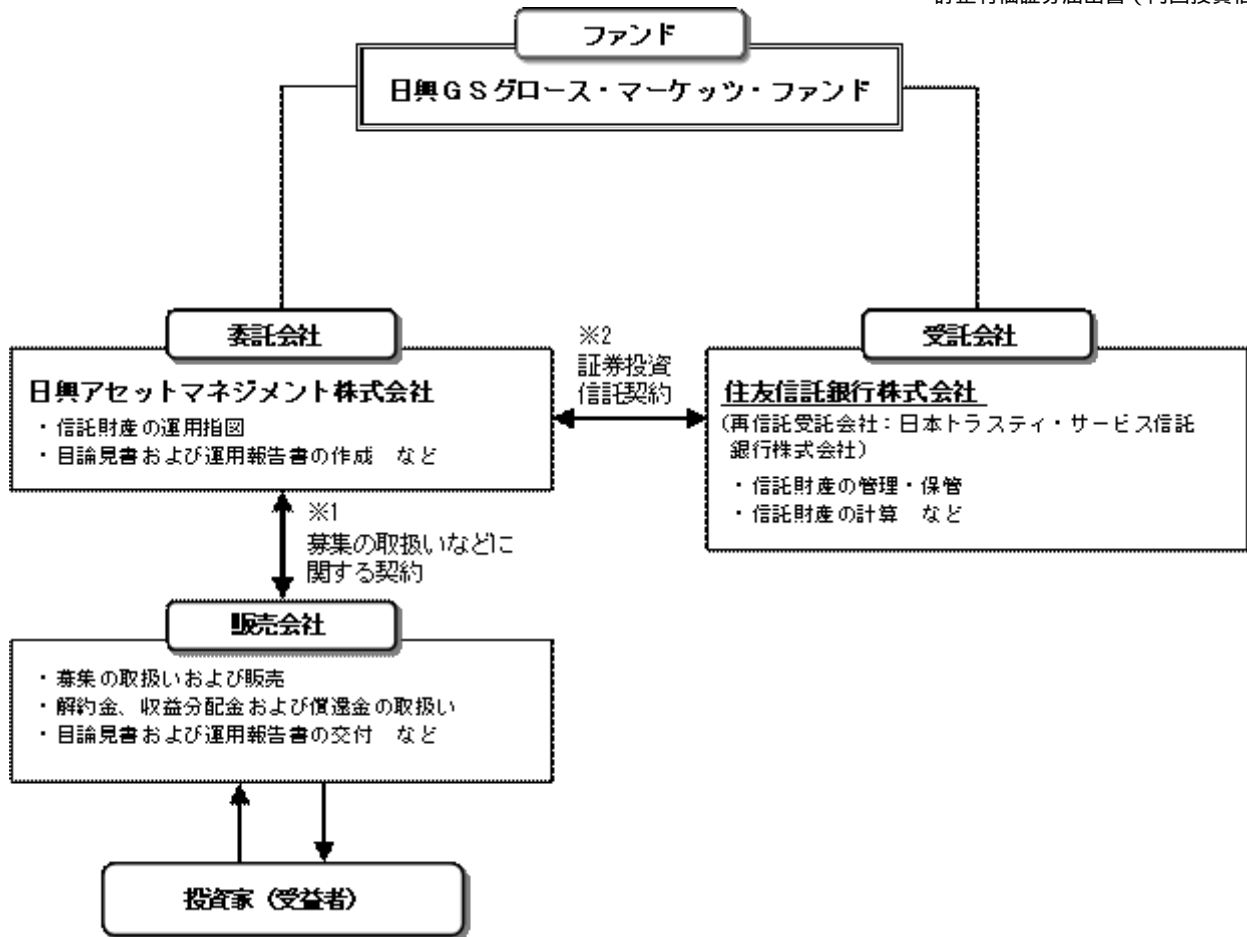 ファンド
日興GSグロース・マーケッツ・ファンド
委託会社
日興アセットマネジメント株式会社
・信託財産の運用指図
・目論見書および運用報告書の作成　など
※2
証券投資
信託契約
受託会社
住友信託銀行株式会社
(再信託受託会社：日本トラスティ・サービス信託
銀行株式会社)
・信託財産の管理・保管
・信託財産の計算　など
※1
募集の取扱いなどに
関する契約
販売会社
・募集の取扱いおよび販売
・解約金、収益分配金および償還金の取扱い
・目論見書および運用報告書の交付　など
投資家（受益者）